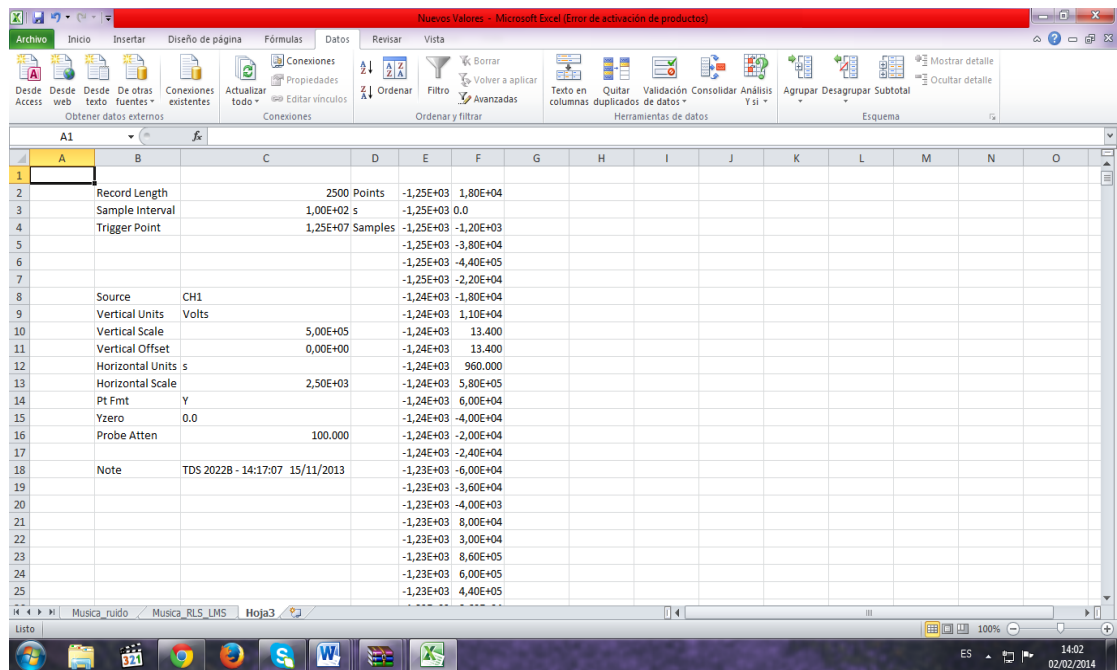 Nuevos Valores - Microsoft Excel (Error de activación de productos)
Archivo Inicio Insertar Diseño de página Fórmulas Datos Revisar Vista
Desde Access Desde web Desde texto De otras fuentes Conexiones existentes Actualizar todo Conexiones Propiedades Editar vínculos Ordenar Filtro Borrar Volver a aplicar Avanzadas Texto en columnas Quitar duplicados Validación de datos Consolidar Análisis Y si Agrupar Desagrupar Subtotal Mostrar detalle Ocultar detalle
Obtener datos externos Conexiones Ordenar y filtrar Herramientas de datos Esquema
A1 fx
A B C D E F G H I J K L M N O
1
2 Record Length 2500 Points -1,25E+03 1,80E+04
3 Sample Interval 1,00E+02 s -1,25E+03 0.0
4 Trigger Point 1,25E+07 Samples -1,25E+03 -1,20E+03
5 -1,25E+03 -3,80E+04
6 -1,25E+03 -4,40E+05
7 -1,25E+03 -2,20E+04
8 Source CH1 -1,24E+03 -1,80E+04
9 Vertical Units Volts -1,24E+03 1,10E+04
10 Vertical Scale 5,00E+05 -1,24E+03 13.400
11 Vertical Offset 0,00E+00 -1,24E+03 13.400
12 Horizontal Units s -1,24E+03 960.000
13 Horizontal Scale 2,50E+03 -1,24E+03 5,80E+05
14 Pt Fmt Y -1,24E+03 6,00E+04
15 Yzero 0.0 -1,24E+03 -4,00E+04
16 Probe Atten 100.000 -1,24E+03 -2,00E+04
17 -1,24E+03 -2,40E+04
18 Note TDS 2022B - 14:17:07 15/11/2013 -1,23E+03 -6,00E+04
19 -1,23E+03 -3,60E+04
20 -1,23E+03 -4,00E+03
21 -1,23E+03 8,00E+04
22 -1,23E+03 3,00E+04
23 -1,23E+03 8,60E+05
24 -1,23E+03 6,00E+05
25 -1,23E+03 4,40E+05
Musica_ruido Musica_RLS_LMS Hoja3
Listo 100%
321 ES 14:02
02/02/2014